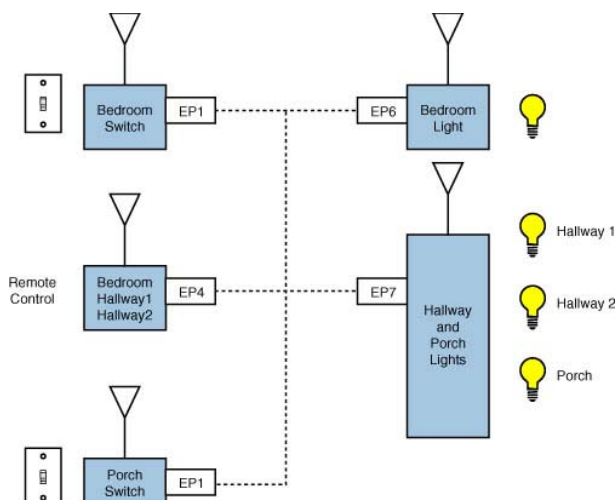 Bedroom
Switch
EP1
EP6
Bedroom
Light
Remote
Control
Bedroom
Hallway1
Hallway2
EP4
EP7
Hallway
and
Porch
Lights
Hallway 1
Hallway 2
Porch
Porch
Switch
EP1